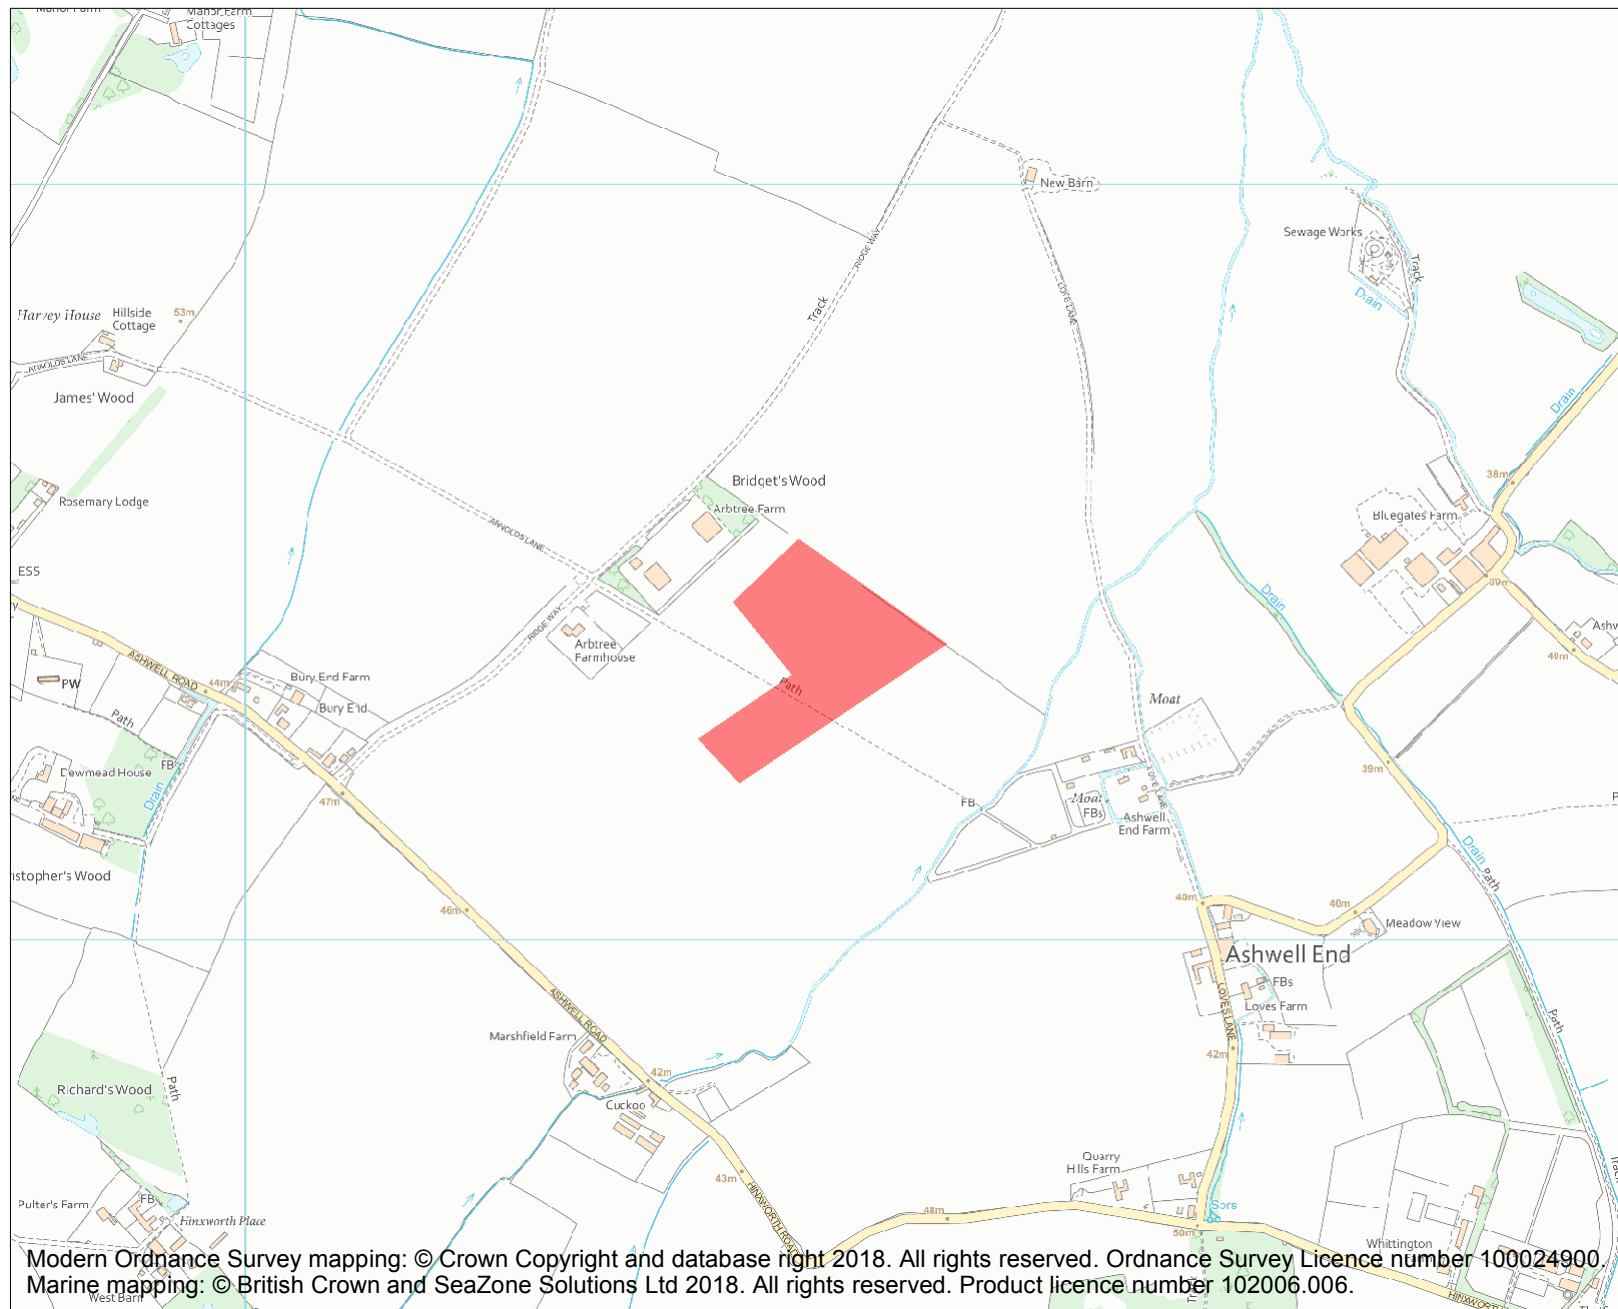 Manor Farm
Cottages
New Barn
Sewage Works
Track
Drain
RIDGE WAY
Track
LOVE LANE
Harvey House
Hillside
Cottage
53m
ARNOLDS LANE
James' Wood
Drain
38m
Bridget's Wood
Arbtree Farm
Rosemary Lodge
ARNOLDS LANE
Bluegates Farm
ESS
Drain
39m
RIDGE WAY
Arbtree
Farmhouse
40m
ASHWELL ROAD
44m
Bury End Farm
PW
Bury End
Path
Path
Moat
FB
Dewmead House
Drain
47m
39m
FB
Moat
FBs
LOVE LANE
Ashwell
End Farm
Drain
Path
istopher's Wood
46m
40m
40m
Meadow View
Ashwell End
FBs
Loves Farm
ASHWELL ROAD
LOVES LANE
Path
Marshfield Farm
42m
42m
Richard's Wood
Path
Cuckoo
Quarry
Hills Farm
43m
HINXWORTH ROAD
Pulter's Farm
FB
Hinxworth Place
48m
Sprs
50m
Whittington
Track
West Barn
Modern Ordnance Survey mapping: © Crown Copyright and database right 2018. All rights reserved. Ordnance Survey Licence number 100024900.
Marine mapping: © British Crown and SeaZone Solutions Ltd 2018. All rights reserved. Product licence number 102006.006.